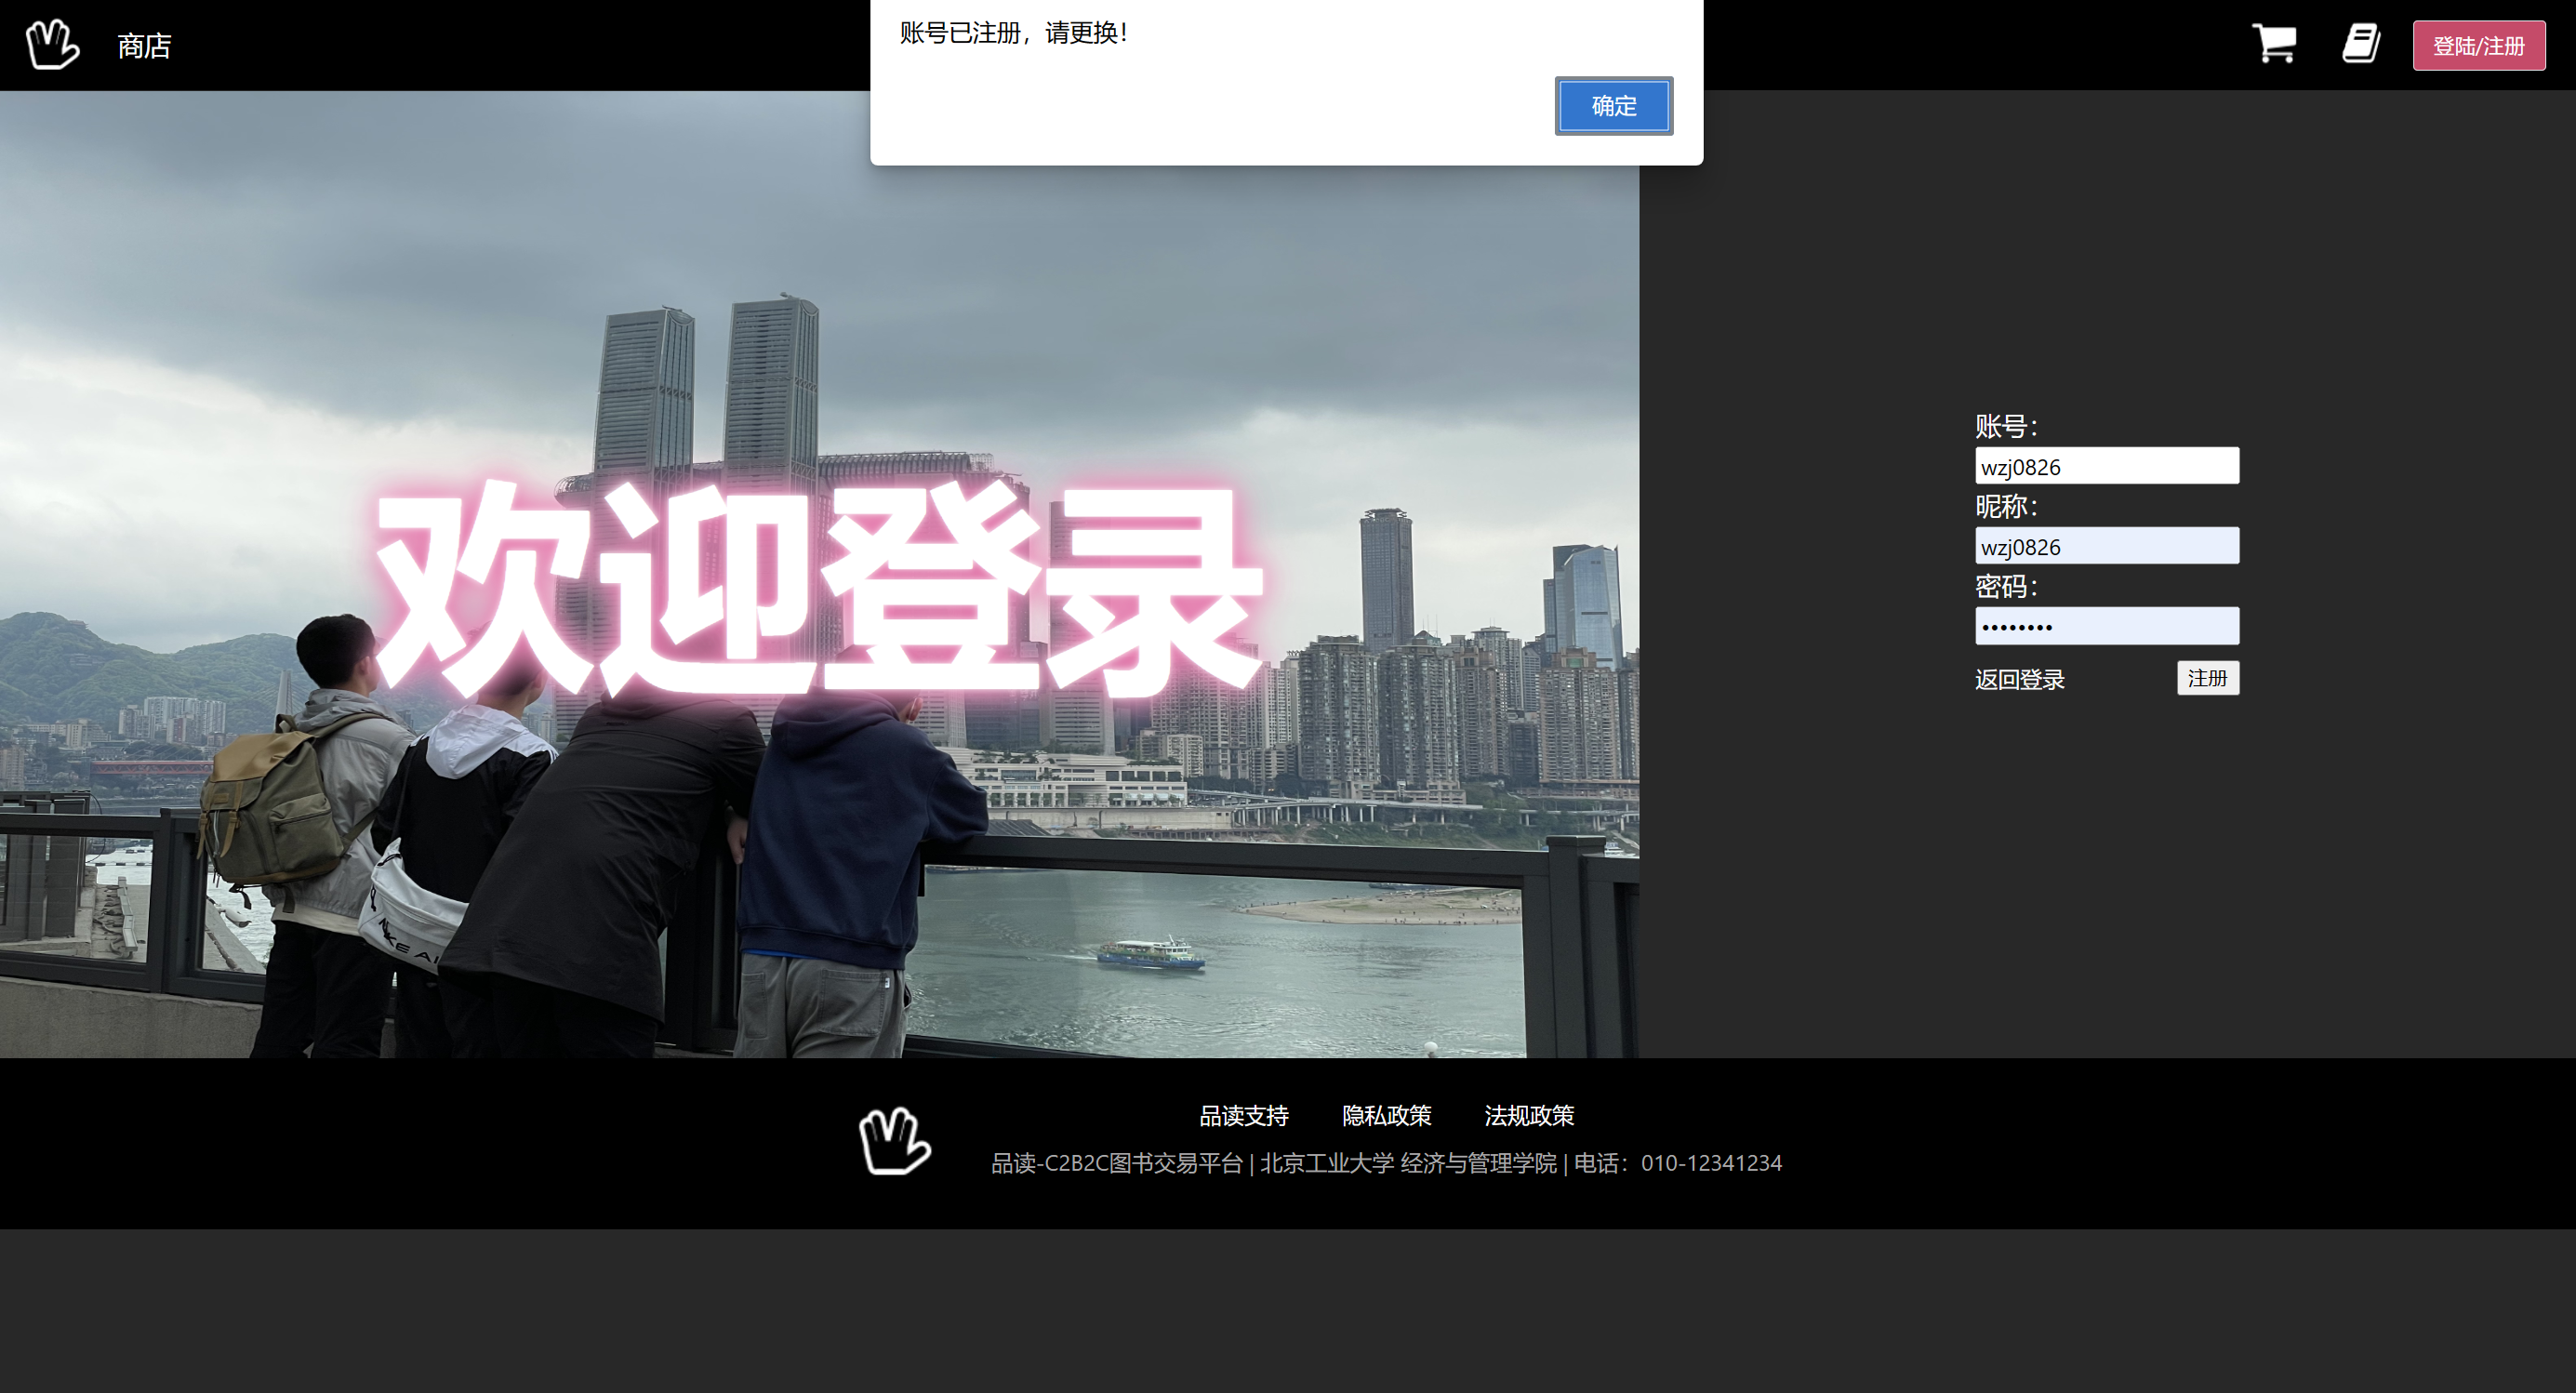 商店
账号已注册，请更换！
确定
登陆/注册
欢迎登录
账号：
wzj0826
昵称：
wzj0826
密码：
••••••••
返回登录 注册
NIKE AI
品读支持 隐私政策 法规政策
品读-C2B2C图书交易平台 | 北京工业大学 经济与管理学院 | 电话：010-12341234